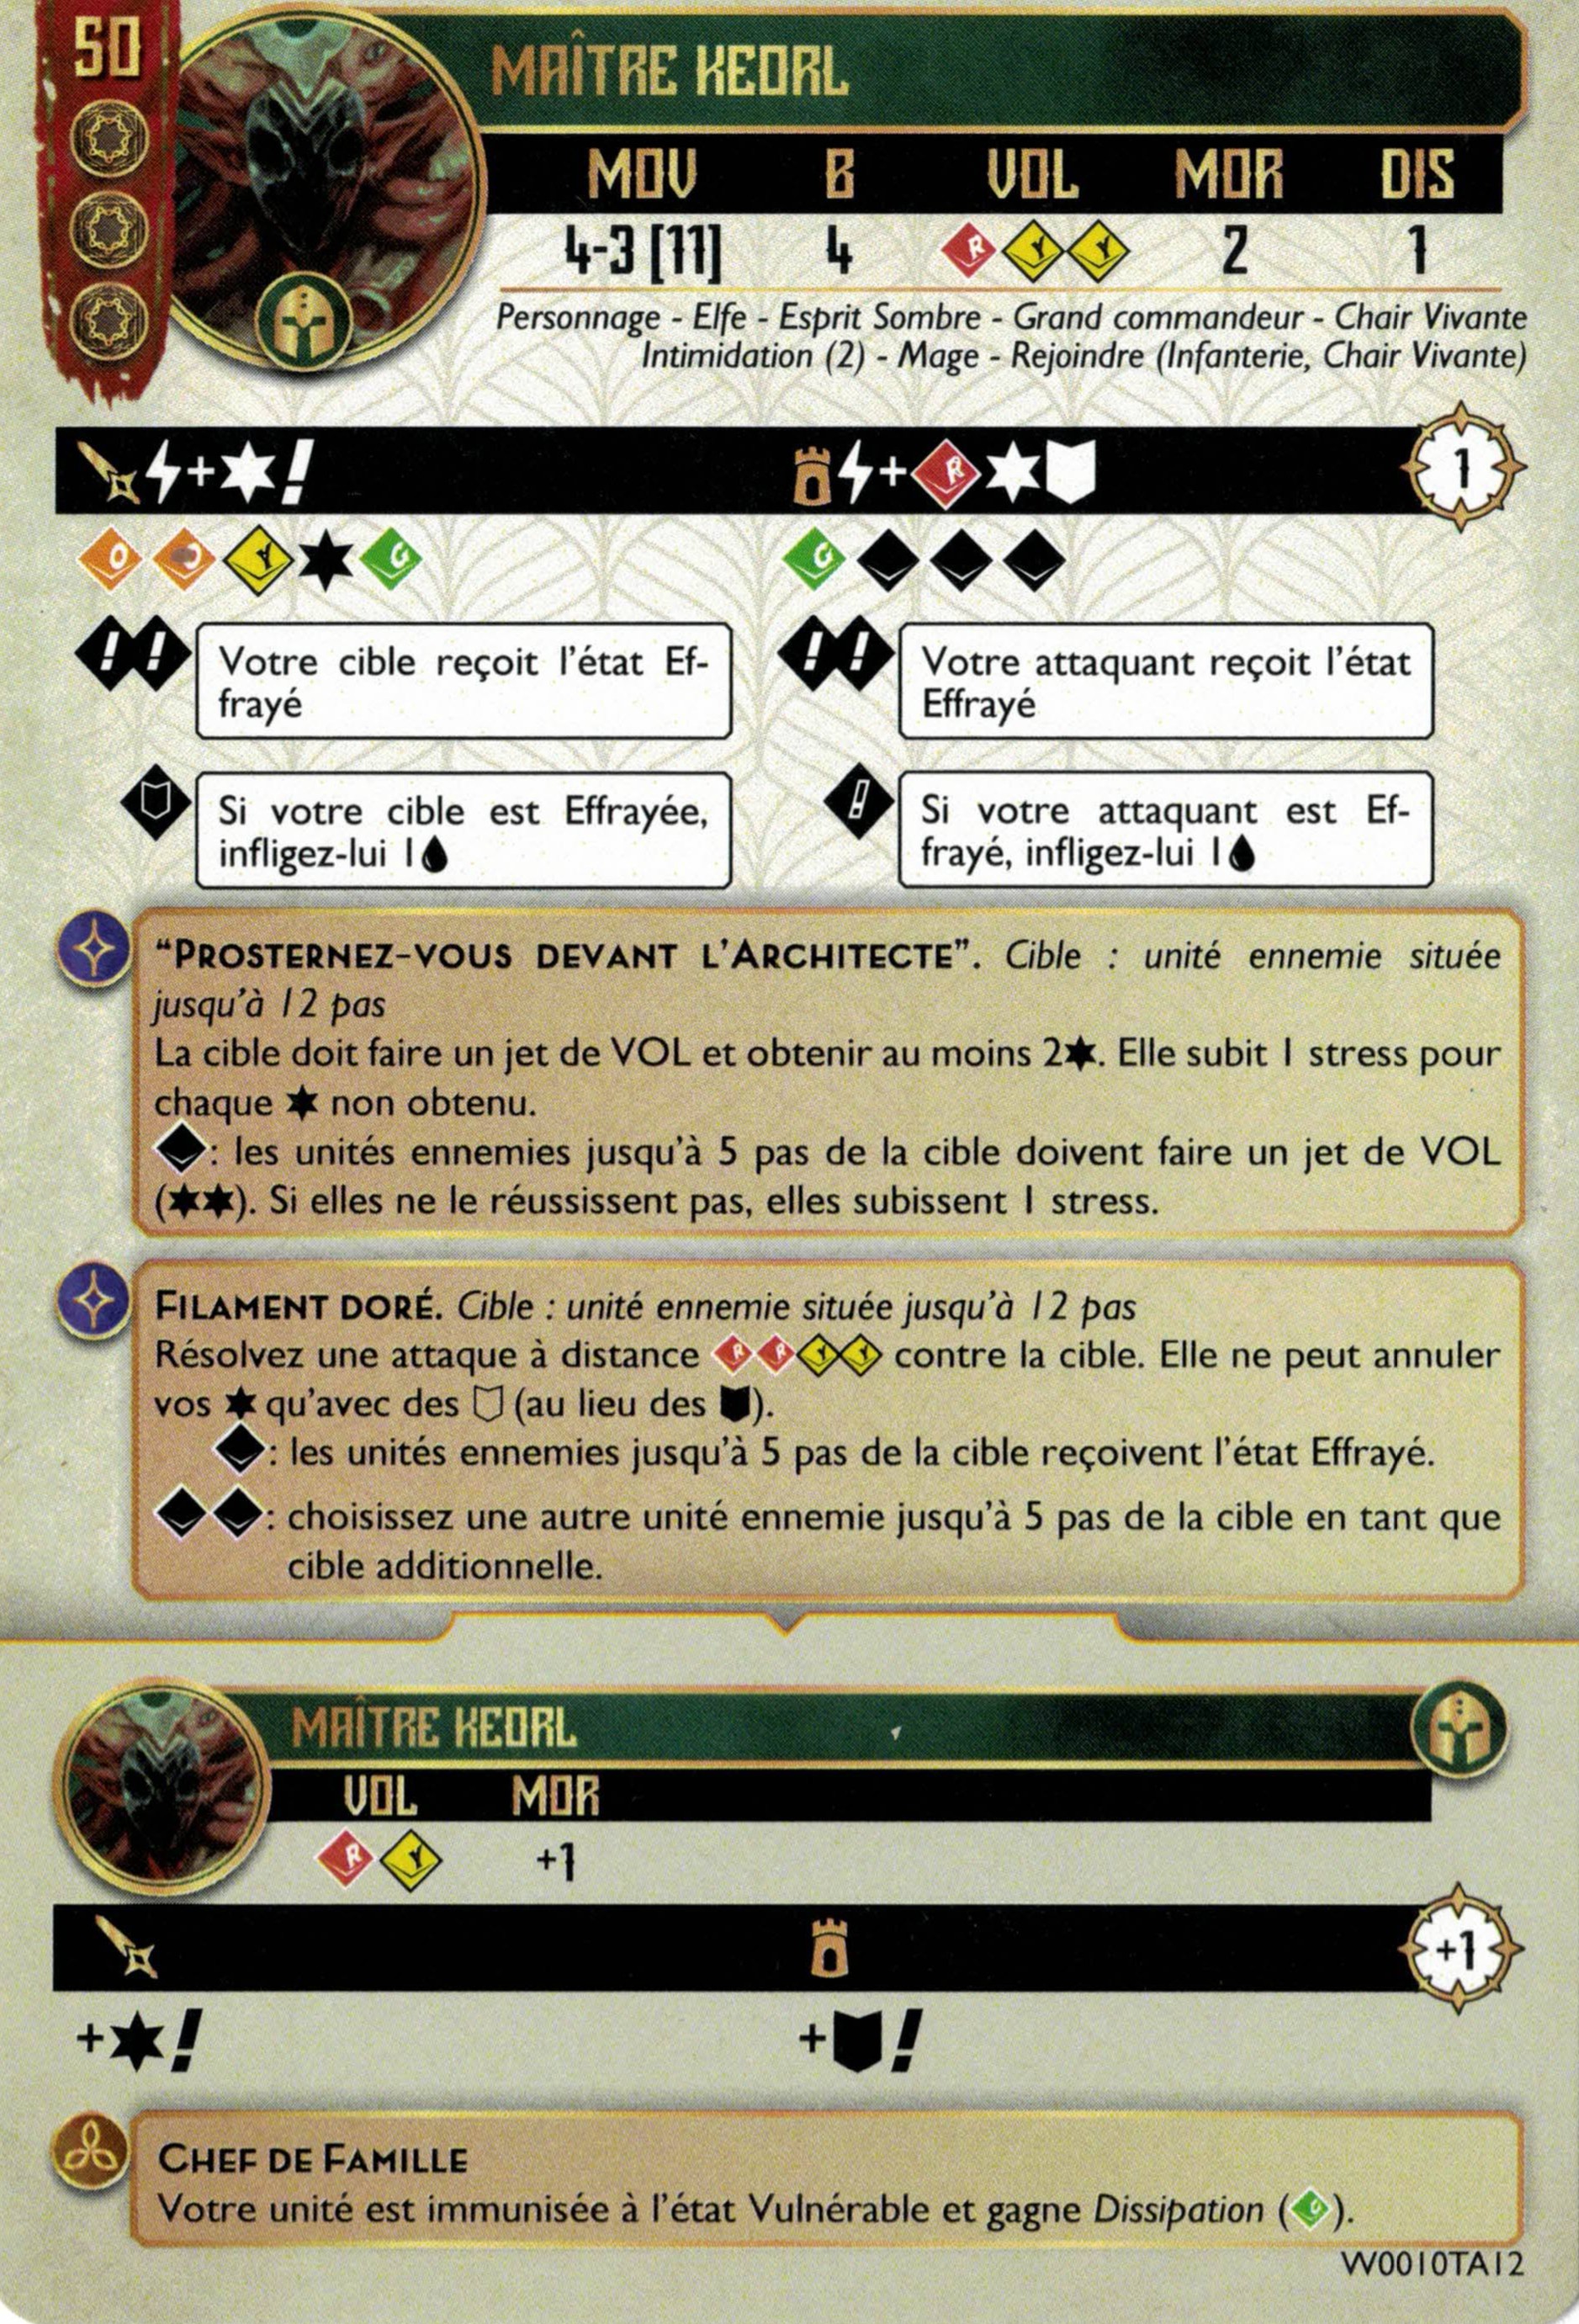 50
MAÎTRE KEORL
MOV B VOL MOR DIS
4-3 [11] 4 R Y Y 2 1
Personnage - Elfe - Esprit Sombre - Grand commandeur - Chair Vivante
Intimidation (2) - Mage - Rejoindre (Infanterie, Chair Vivante)
+ ! + R 1
O O Y G G
! ! Votre cible reçoit l'état Ef-
frayé
! ! Votre attaquant reçoit l'état
Effrayé
Si votre cible est Effrayée,
infligez-lui 1
! Si votre attaquant est Ef-
frayé, infligez-lui 1
“PROSTERNEZ-VOUS DEVANT L'ARCHITECTE”. Cible : unité ennemie située
jusqu'à 12 pas
La cible doit faire un jet de VOL et obtenir au moins 2★. Elle subit 1 stress pour
chaque ★ non obtenu.
: les unités ennemies jusqu'à 5 pas de la cible doivent faire un jet de VOL
(★★). Si elles ne le réussissent pas, elles subissent 1 stress.
FILAMENT DORÉ. Cible : unité ennemie située jusqu'à 12 pas
Résolvez une attaque à distance R R Y Y contre la cible. Elle ne peut annuler
vos ★ qu'avec des (au lieu des ).
: les unités ennemies jusqu'à 5 pas de la cible reçoivent l'état Effrayé.
: choisissez une autre unité ennemie jusqu'à 5 pas de la cible en tant que
cible additionnelle.
MAÎTRE KEORL
VOL MOR
R Y +1
+1
+ ! + !
CHEF DE FAMILLE
Votre unité est immunisée à l'état Vulnérable et gagne Dissipation (G).
W0010TA12